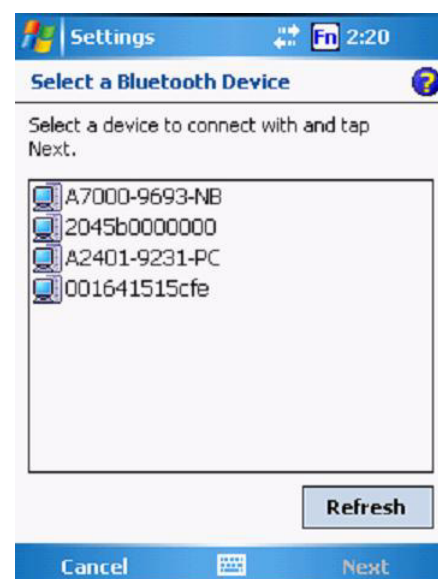 Settings Fn 2:20
Select a Bluetooth Device ?
Select a device to connect with and tap
Next.
A7000-9693-NB
2045b0000000
A2401-9231-PC
001641515cfe
Refresh
Cancel Next